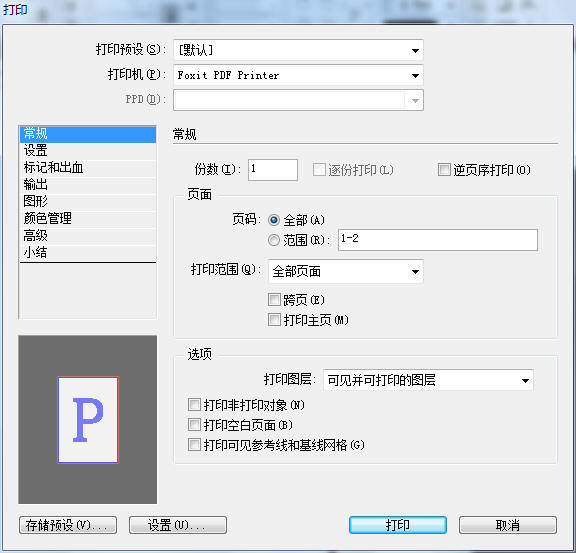 打印
打印预设(S): [默认]
打印机(P): Foxit PDF Printer
PPD(D):
常规
设置
标记和出血
输出
图形
颜色管理
高级
小结
常规
份数(I): 1 逐份打印(L) 逆页序打印(O)
页面
页码: 全部(A)
范围(R): 1-2
打印范围(Q): 全部页面
跨页(E)
打印主页(M)
选项
打印图层: 可见并可打印的图层
打印非打印对象(N)
打印空白页面(B)
打印可见参考线和基线网格(G)
P
存储预设(V)... 设置(U)... 打印 取消